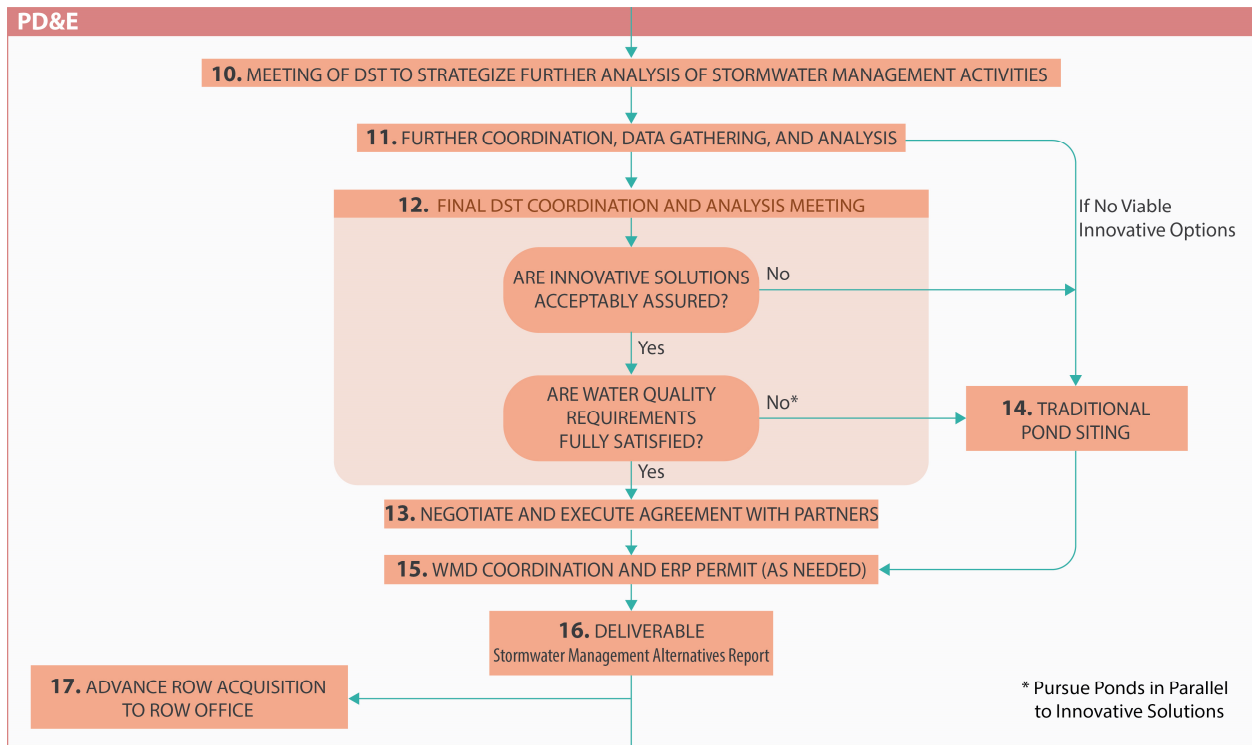 PD&E
10. MEETING OF DST TO STRATEGIZE FURTHER ANALYSIS OF STORMWATER MANAGEMENT ACTIVITIES
11. FURTHER COORDINATION, DATA GATHERING, AND ANALYSIS
If No Viable
Innovative Options
12. FINAL DST COORDINATION AND ANALYSIS MEETING
ARE INNOVATIVE SOLUTIONS
ACCEPTABLY ASSURED?
No
Yes
ARE WATER QUALITY
REQUIREMENTS
FULLY SATISFIED?
No*
Yes
14. TRADITIONAL
POND SITING
13. NEGOTIATE AND EXECUTE AGREEMENT WITH PARTNERS
15. WMD COORDINATION AND ERP PERMIT (AS NEEDED)
16. DELIVERABLE
Stormwater Management Alternatives Report
17. ADVANCE ROW ACQUISITION
TO ROW OFFICE
* Pursue Ponds in Parallel
to Innovative Solutions